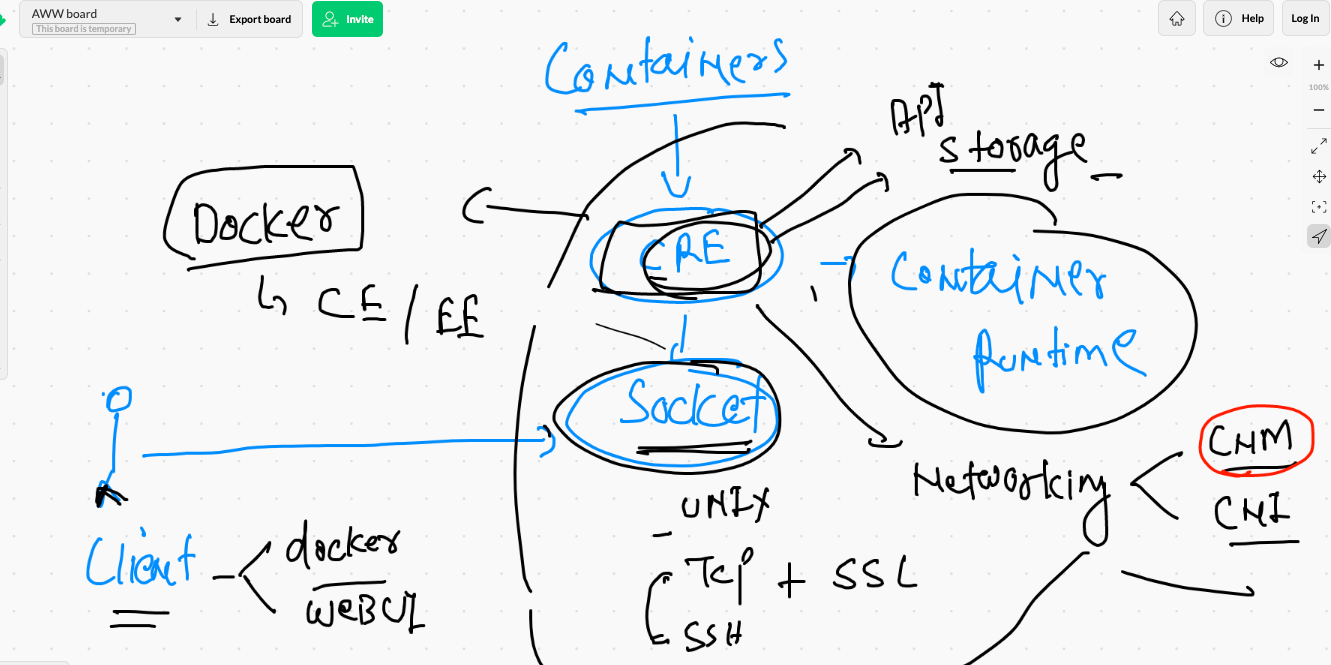 AWW board
This board is temporary
Export board
Invite
Help
Log In
100%
Containers
API
storage
Docker
CRE
CE / EE
Container
Runtime
Socket
CNM
Networking
CNI
UNIX
Client
docker
WEBUI
TCP + SSL
SSH